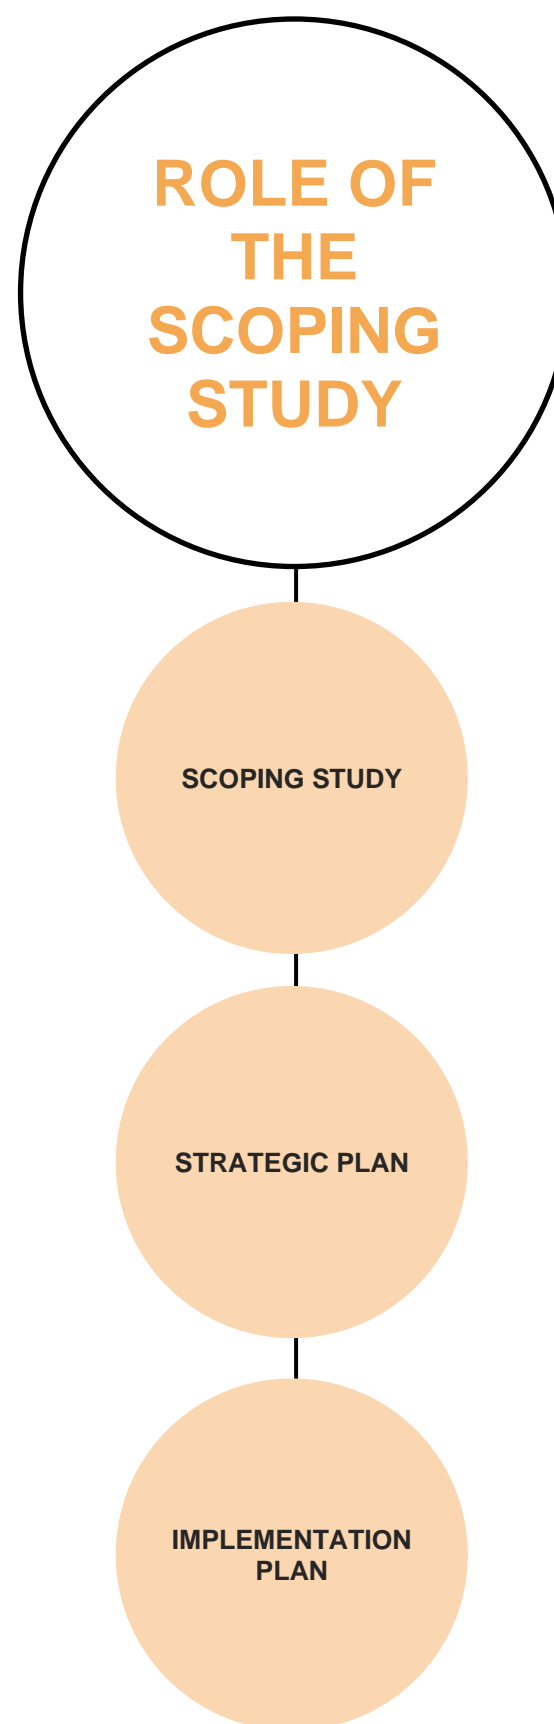 ROLE OF
THE
SCOPING
STUDY
SCOPING STUDY
STRATEGIC PLAN
IMPLEMENTATION
PLAN